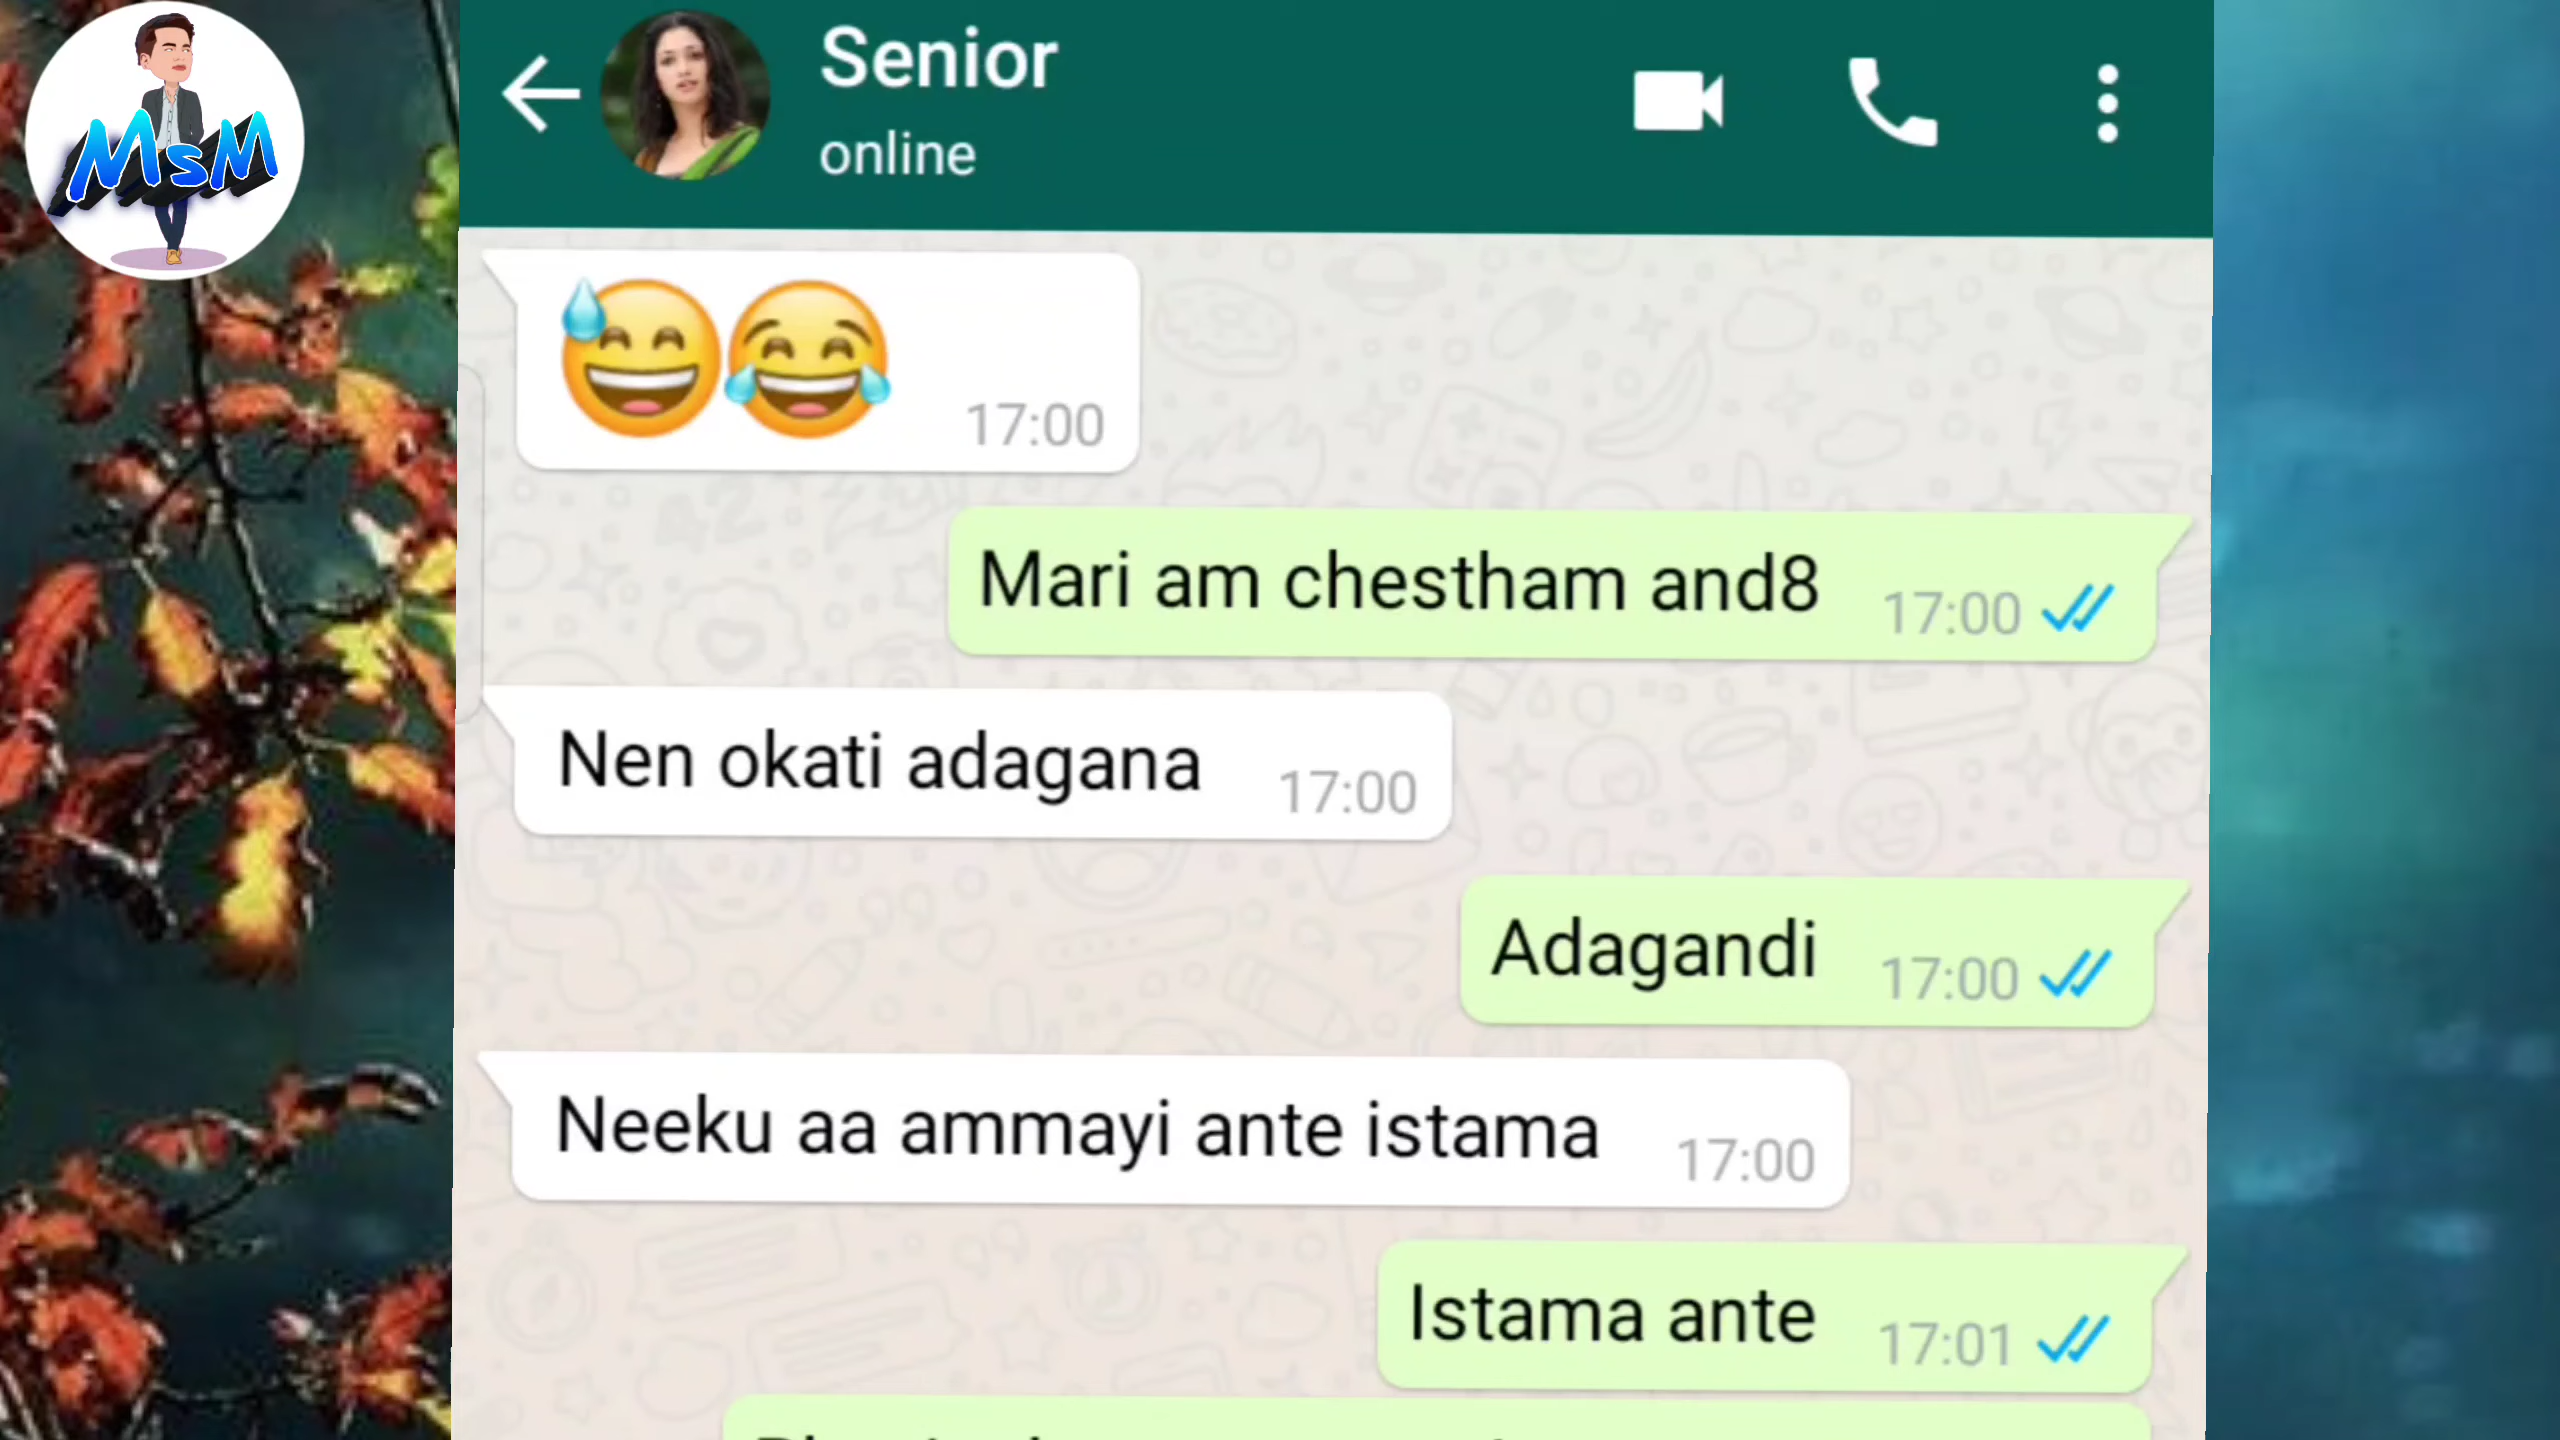 MsM
Senior
online
😅😂
17:00
Mari am chestham and8
17:00
Nen okati adagana
17:00
Adagandi
17:00
Neeku aa ammayi ante istama
17:00
Istama ante
17:01